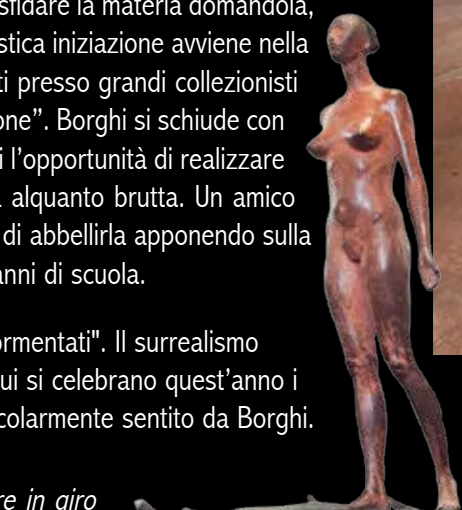 sfidare la materia domandola,
stica iniziazione avviene nella
ti presso grandi collezionisti
one”. Borghi si schiude con
i l’opportunità di realizzare
alquanto brutta. Un amico
di abbellirla apponendo sulla
anni di scuola.
ormentati". Il surrealismo
ui si celebrano quest’anno i
colarmente sentito da Borghi.
re in giro